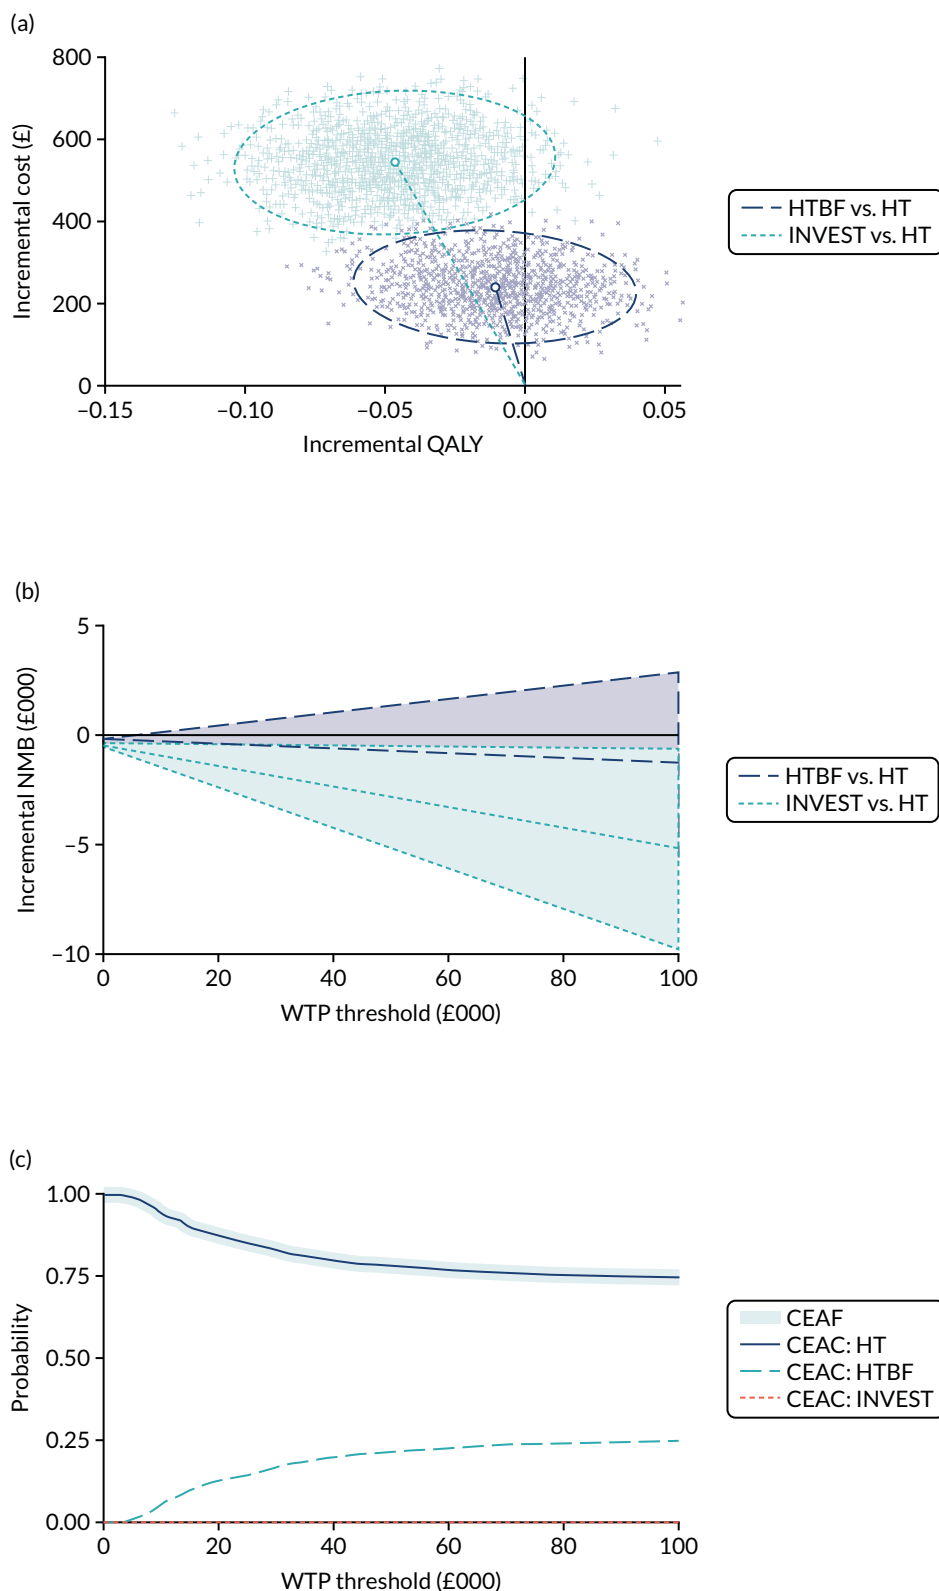 (a)
800
600
400
200
0
Incremental cost (£)
−0.15
−0.10
−0.05
0.00
0.05
Incremental QALY
HTBF vs. HT
INVEST vs. HT
(b)
5
0
−5
−10
Incremental NMB (£000)
0
20
40
60
80
100
WTP threshold (£000)
HTBF vs. HT
INVEST vs. HT
(c)
1.00
0.75
0.50
0.25
0.00
Probability
0
20
40
60
80
100
WTP threshold (£000)
CEAF
CEAC: HT
CEAC: HTBF
CEAC: INVEST